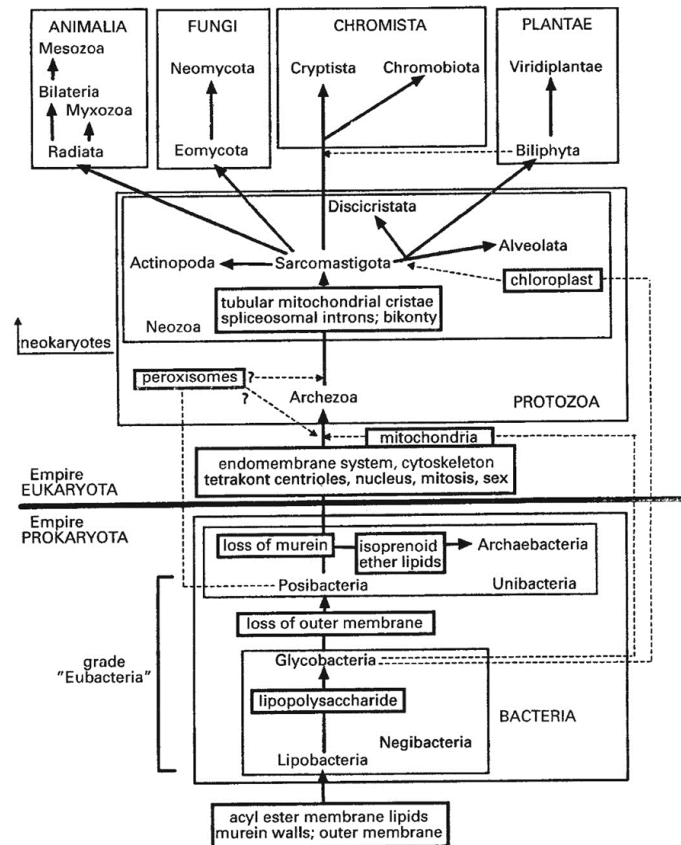 ANIMALIA
Mesozoa
Bilateria
Myxozoa
Radiata
FUNGI
Neomycota
Eomycota
CHROMISTA
Cryptista
Chromobiota
PLANTAE
Viridiplantae
Biliphyta
Discicristata
Actinopoda
Sarcomastigota
Alveolata
chloroplast
tubular mitochondrial cristae
spliceosomal introns; bikonty
Neozoa
neokaryotes
peroxisomes
?
?
Archezoa
PROTOZOA
mitochondria
endomembrane system, cytoskeleton
tetrakont centrioles, nucleus, mitosis, sex
Empire
EUKARYOTA
Empire
PROKARYOTA
loss of murein
isoprenoid
ether lipids
Archaebacteria
Posibacteria
Unibacteria
loss of outer membrane
grade
"Eubacteria"
Glycobacteria
lipopolysaccharide
BACTERIA
Negibacteria
Lipobacteria
acyl ester membrane lipids
murein walls; outer membrane